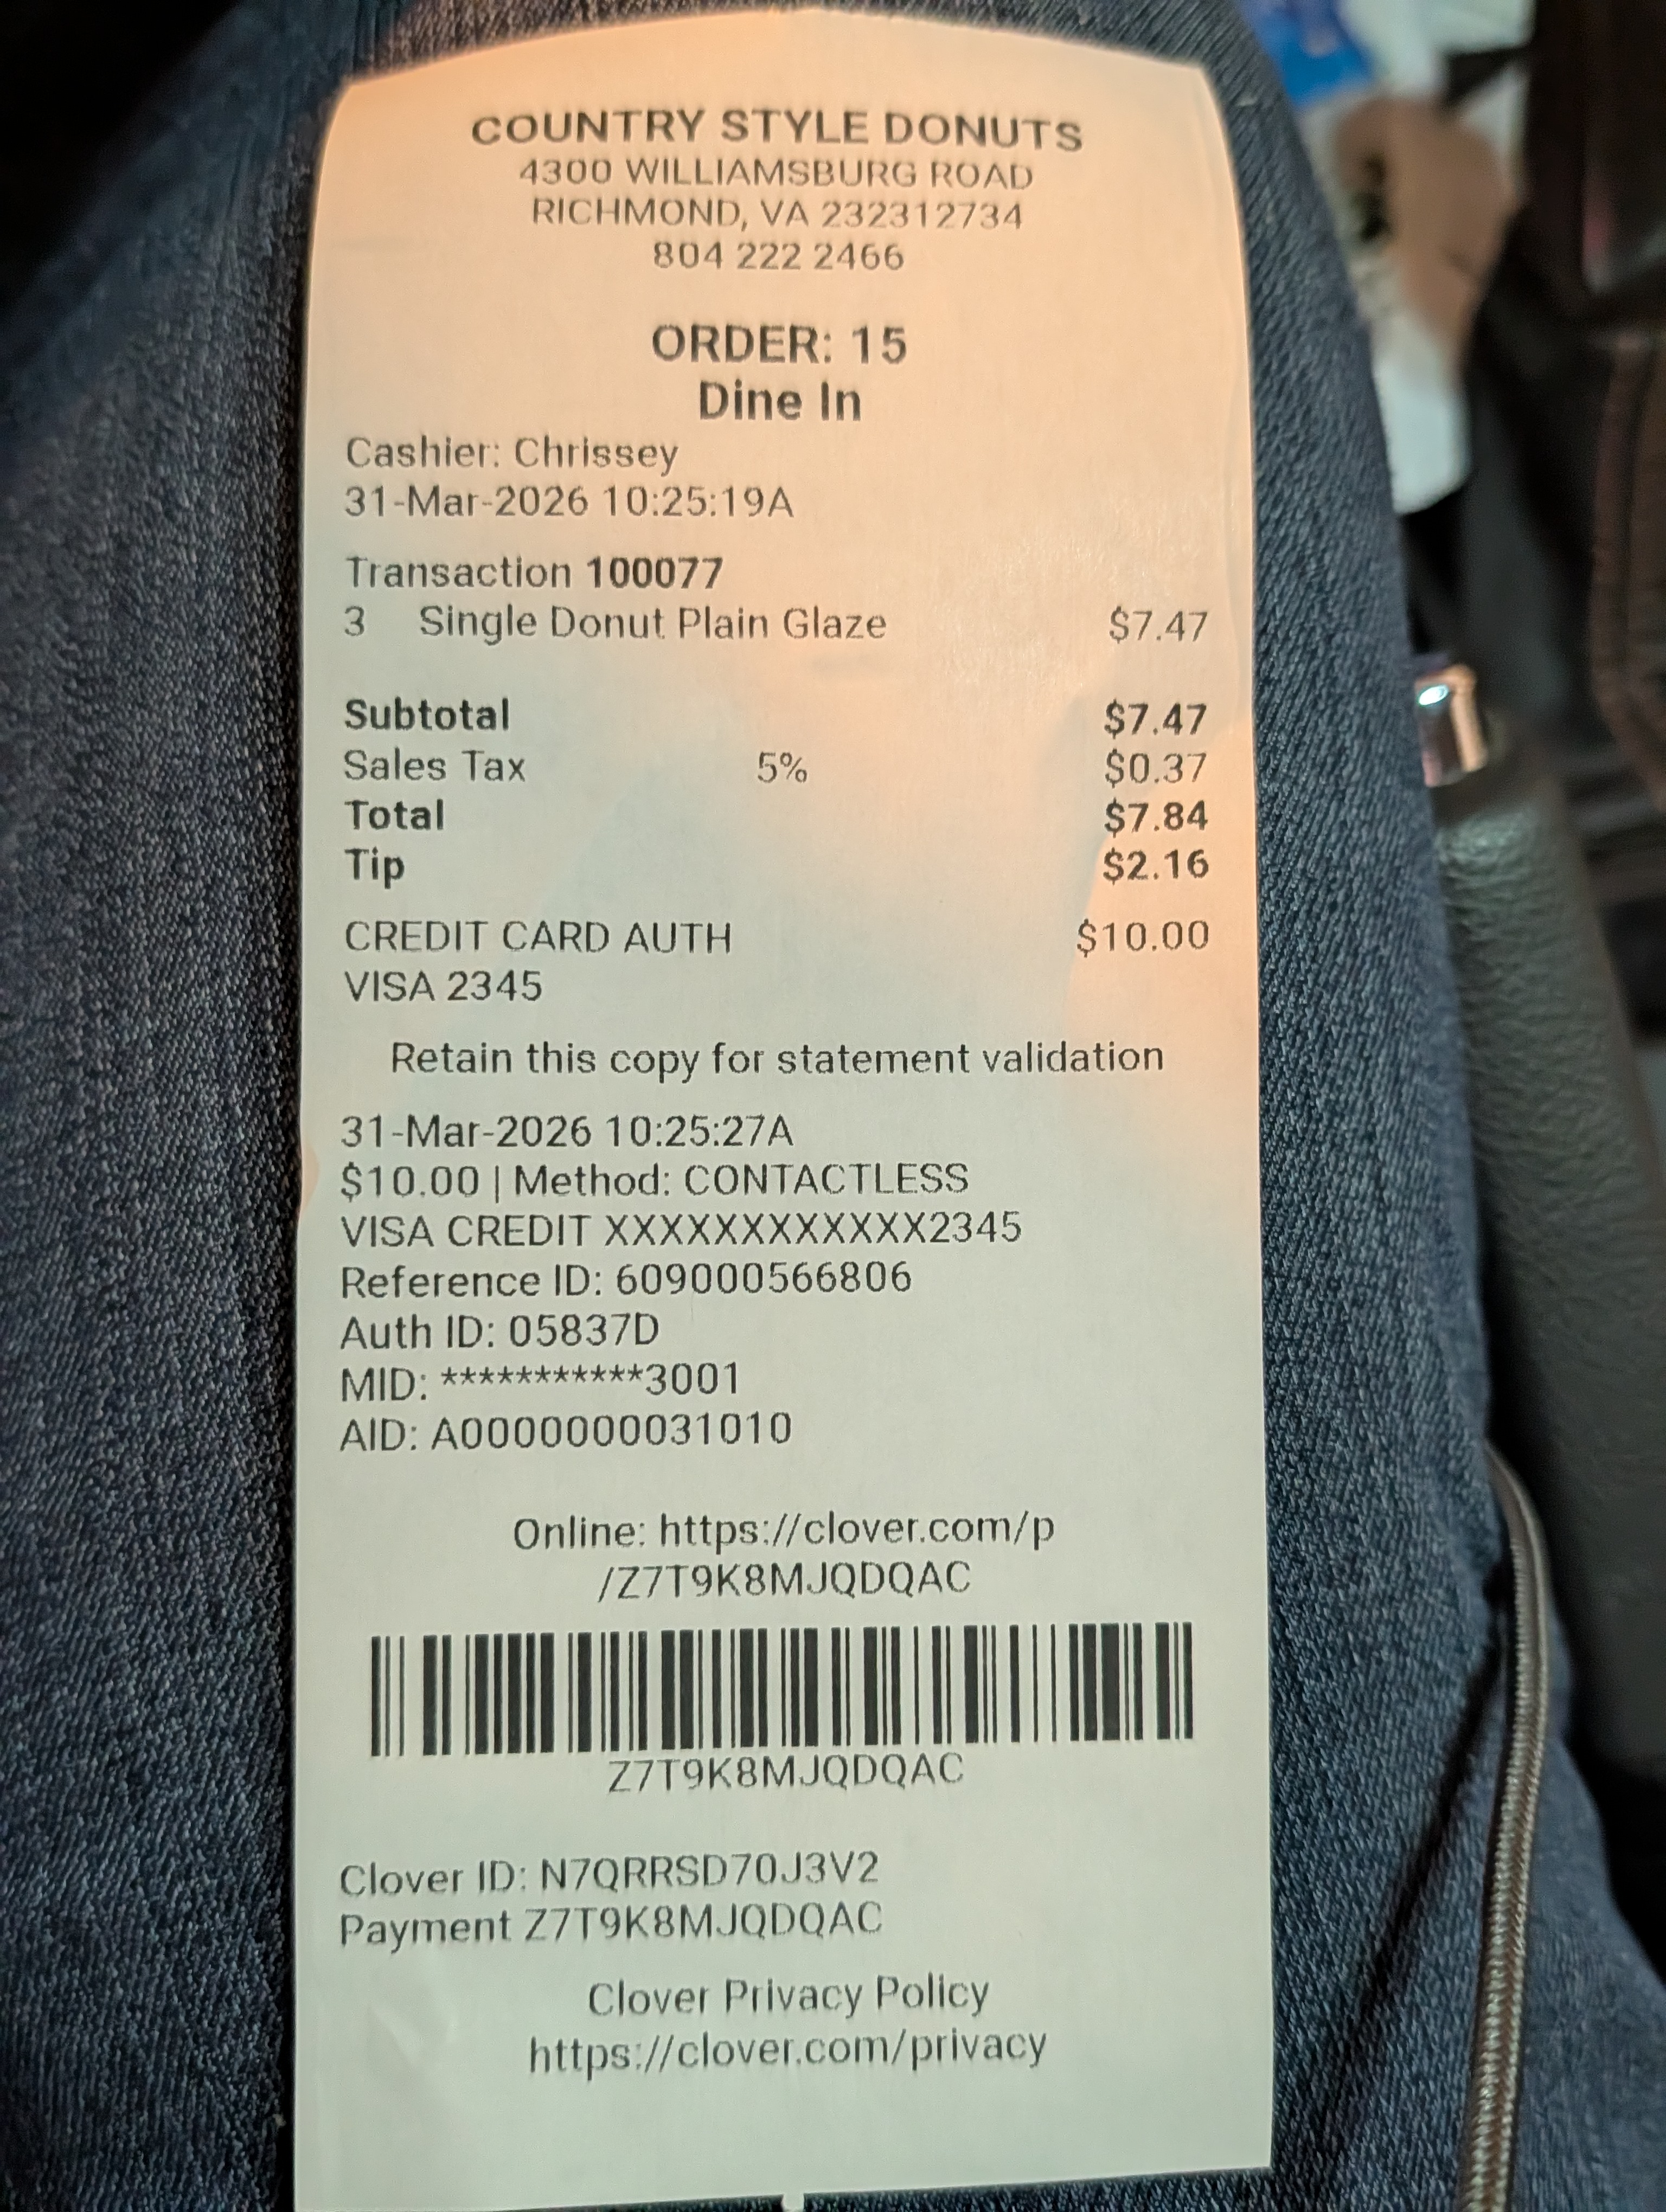 COUNTRY STYLE DONUTS
4300 WILLIAMSBURG ROAD
RICHMOND, VA 232312734
804 222 2466
ORDER: 15
Dine In
Cashier: Chrissey
31-Mar-2026 10:25:19A
Transaction 100077
3 Single Donut Plain Glaze $7.47
Subtotal $7.47
Sales Tax 5% $0.37
Total $7.84
Tip $2.16
CREDIT CARD AUTH $10.00
VISA 2345
Retain this copy for statement validation
31-Mar-2026 10:25:27A
$10.00 | Method: CONTACTLESS
VISA CREDIT XXXXXXXXXXXX2345
Reference ID: 609000566806
Auth ID: 05837D
MID: ***********3001
AID: A0000000031010
Online: https://clover.com/p
/Z7T9K8MJQDQAC
Z7T9K8MJQDQAC
Clover ID: N7QRRSD70J3V2
Payment Z7T9K8MJQDQAC
Clover Privacy Policy
https://clover.com/privacy